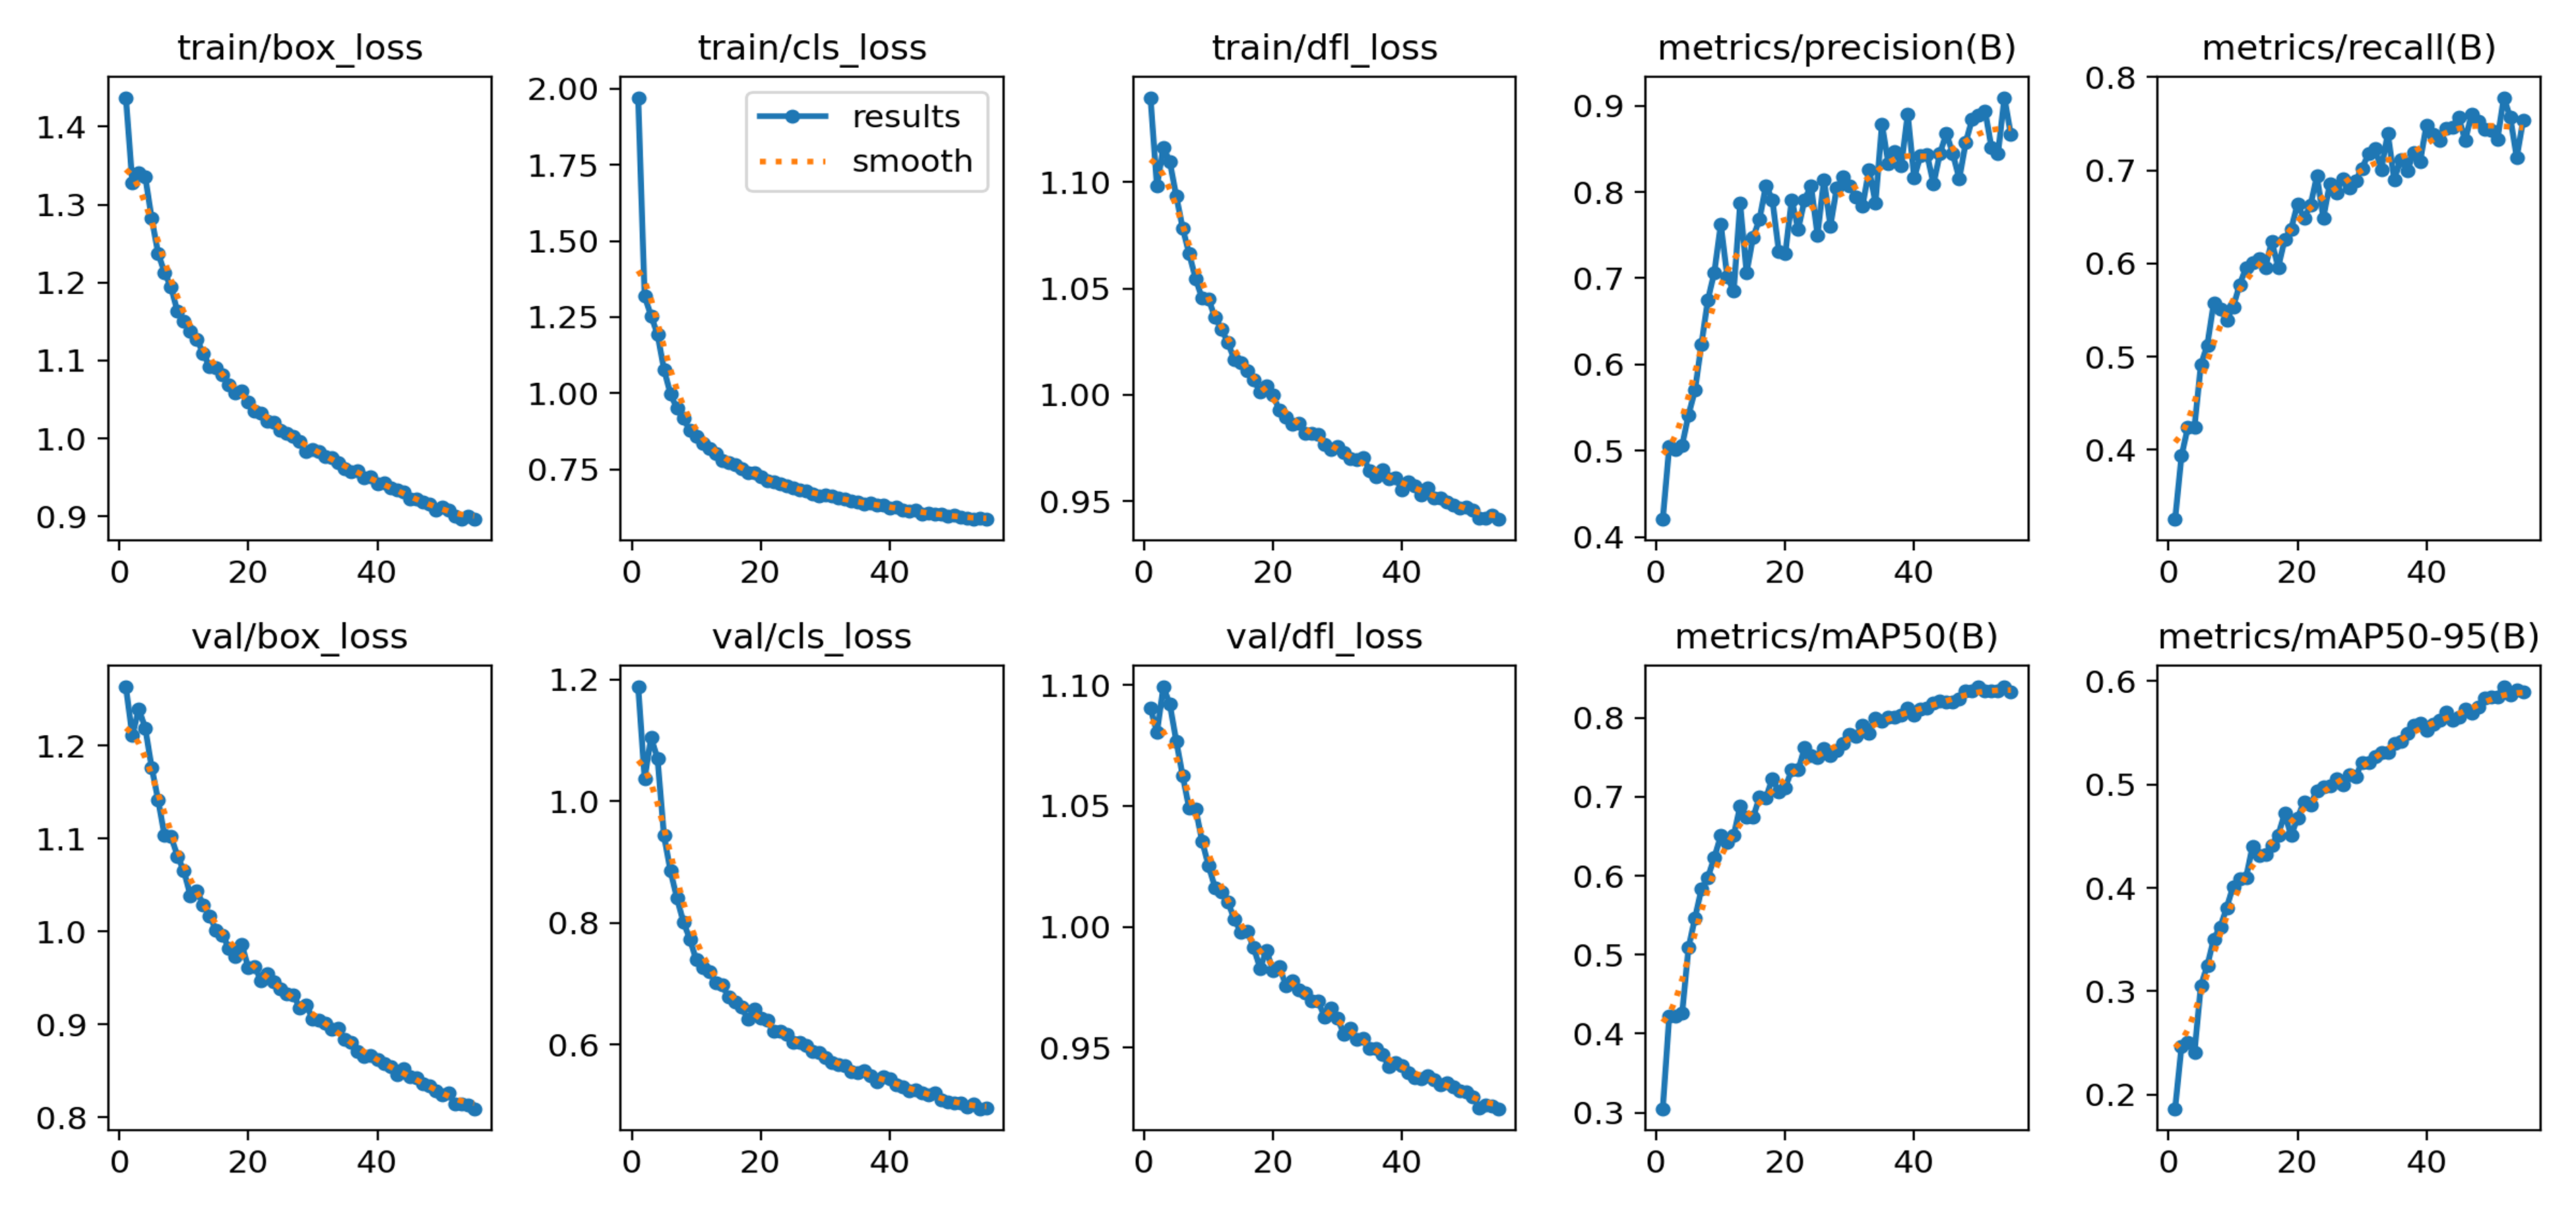 train/box_loss
train/cls_loss
train/dfl_loss
metrics/precision(B)
metrics/recall(B)
1.4
1.3
1.2
1.1
1.0
0.9
0 20 40
2.00
1.75
1.50
1.25
1.00
0.75
results
smooth
0 20 40
1.10
1.05
1.00
0.95
0 20 40
0.9
0.8
0.7
0.6
0.5
0.4
0 20 40
0.8
0.7
0.6
0.5
0.4
0 20 40
val/box_loss
val/cls_loss
val/dfl_loss
metrics/mAP50(B)
metrics/mAP50-95(B)
1.2
1.1
1.0
0.9
0.8
0 20 40
1.2
1.0
0.8
0.6
0 20 40
1.10
1.05
1.00
0.95
0 20 40
0.8
0.7
0.6
0.5
0.4
0.3
0 20 40
0.6
0.5
0.4
0.3
0.2
0 20 40